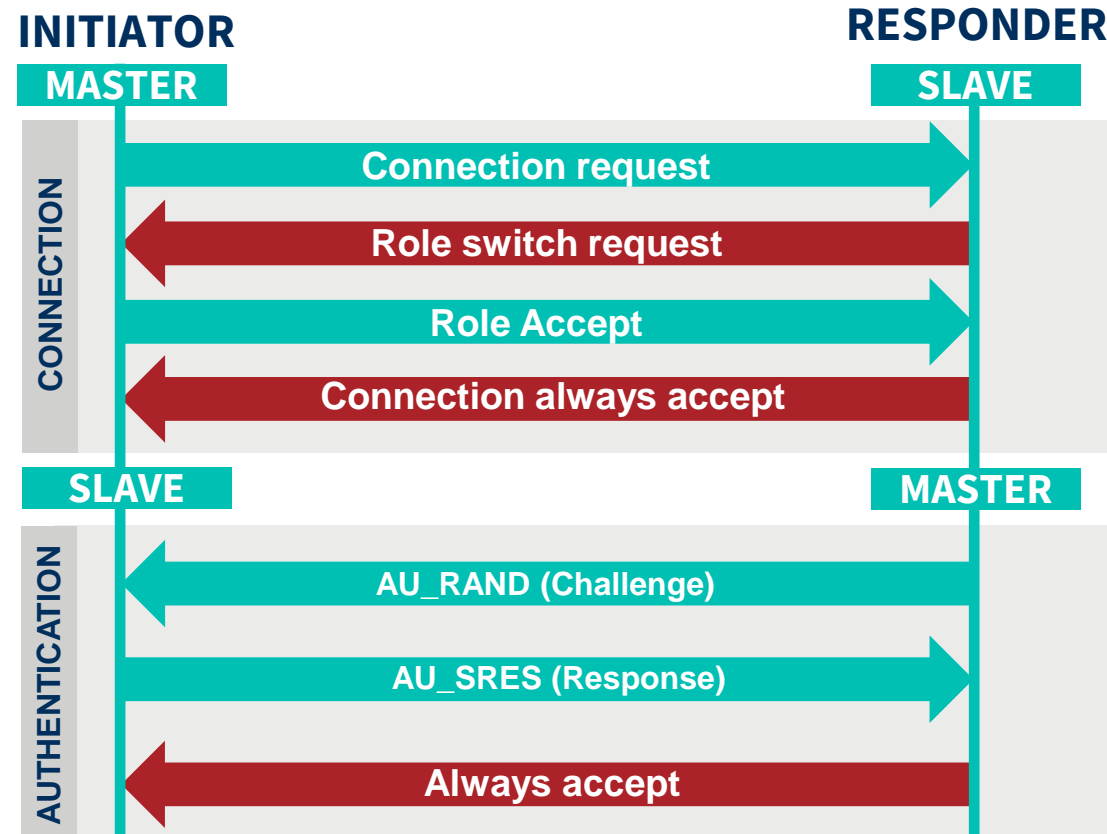 INITIATOR
RESPONDER
MASTER
SLAVE
CONNECTION
Connection request
Role switch request
Role Accept
Connection always accept
SLAVE
MASTER
AUTHENTICATION
AU_RAND (Challenge)
AU_SRES (Response)
Always accept